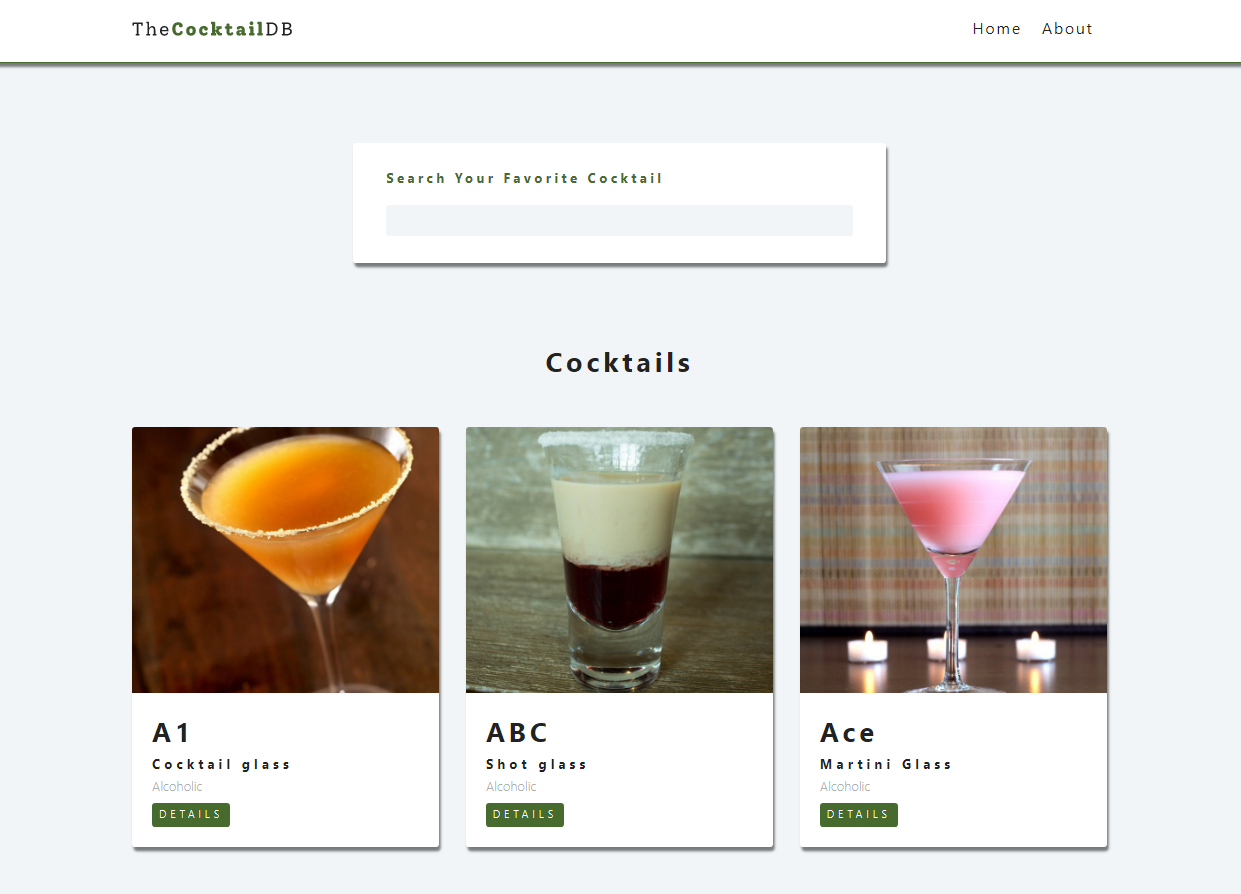 TheCocktailDB
Home About
Search Your Favorite Cocktail
Cocktails
A1
Cocktail glass
Alcoholic
DETAILS
ABC
Shot glass
Alcoholic
DETAILS
Ace
Martini Glass
Alcoholic
DETAILS